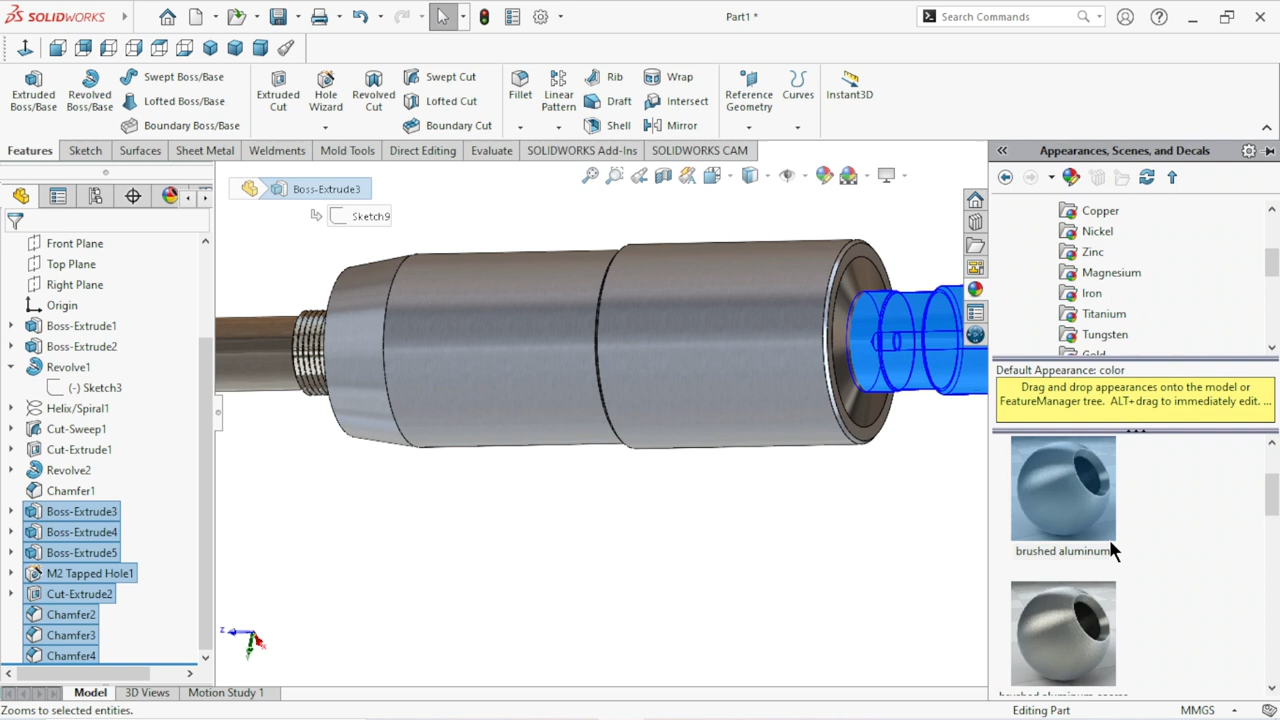 SOLIDWORKS
Part1 *
Search Commands
Extruded Boss/Base
Revolved Boss/Base
Swept Boss/Base
Lofted Boss/Base
Boundary Boss/Base
Extruded Cut
Hole Wizard
Revolved Cut
Swept Cut
Lofted Cut
Boundary Cut
Fillet
Linear Pattern
Rib
Draft
Shell
Wrap
Intersect
Mirror
Reference Geometry
Curves
Instant3D
Features
Sketch
Surfaces
Sheet Metal
Weldments
Mold Tools
Direct Editing
Evaluate
SOLIDWORKS Add-Ins
SOLIDWORKS CAM
Front Plane
Top Plane
Right Plane
Origin
Boss-Extrude1
Boss-Extrude2
Revolve1
(-) Sketch3
Helix/Spiral1
Cut-Sweep1
Cut-Extrude1
Revolve2
Chamfer1
Boss-Extrude3
Boss-Extrude4
Boss-Extrude5
M2 Tapped Hole1
Cut-Extrude2
Chamfer2
Chamfer3
Chamfer4
Boss-Extrude3
Sketch9
z
Appearances, Scenes, and Decals
Copper
Nickel
Zinc
Magnesium
Iron
Titanium
Tungsten
Gold
Default Appearance: color
Drag and drop appearances onto the model or
FeatureManager tree. ALT+drag to immediately edit. ...
brushed aluminum
Model
3D Views
Motion Study 1
Zooms to selected entities.
Editing Part
MMGS